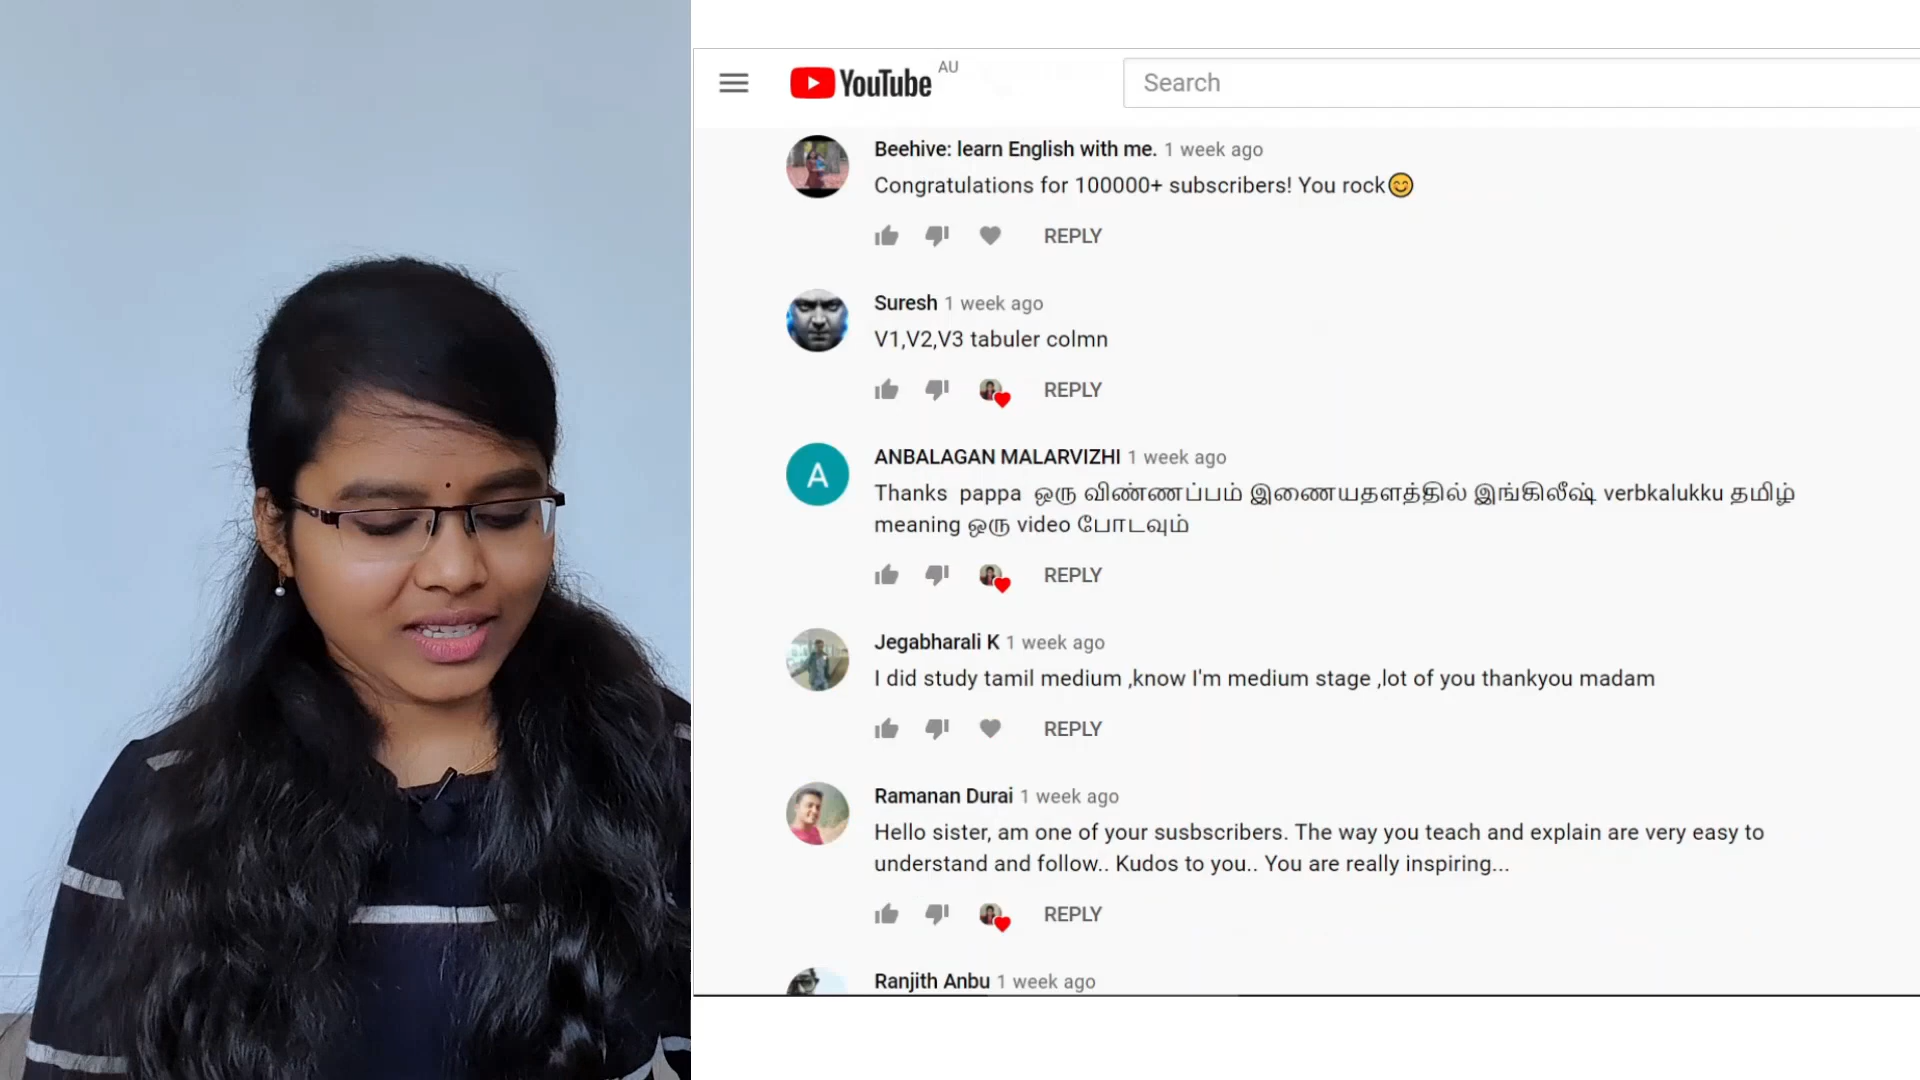 YouTube AU
Search
Beehive: learn English with me. 1 week ago
Congratulations for 100000+ subscribers! You rock😊
REPLY
Suresh 1 week ago
V1,V2,V3 tabuler colmn
REPLY
A
ANBALAGAN MALARVIZHI 1 week ago
Thanks pappa ஒரு விண்ணப்பம் இணையதளத்தில் இங்கிலீஷ் verbkalukku தமிழ்
meaning ஒரு video போடவும்
REPLY
Jegabharali K 1 week ago
I did study tamil medium ,know I'm medium stage ,lot of you thankyou madam
REPLY
Ramanan Durai 1 week ago
Hello sister, am one of your susbscribers. The way you teach and explain are very easy to
understand and follow.. Kudos to you.. You are really inspiring...
REPLY
Ranjith Anbu 1 week ago